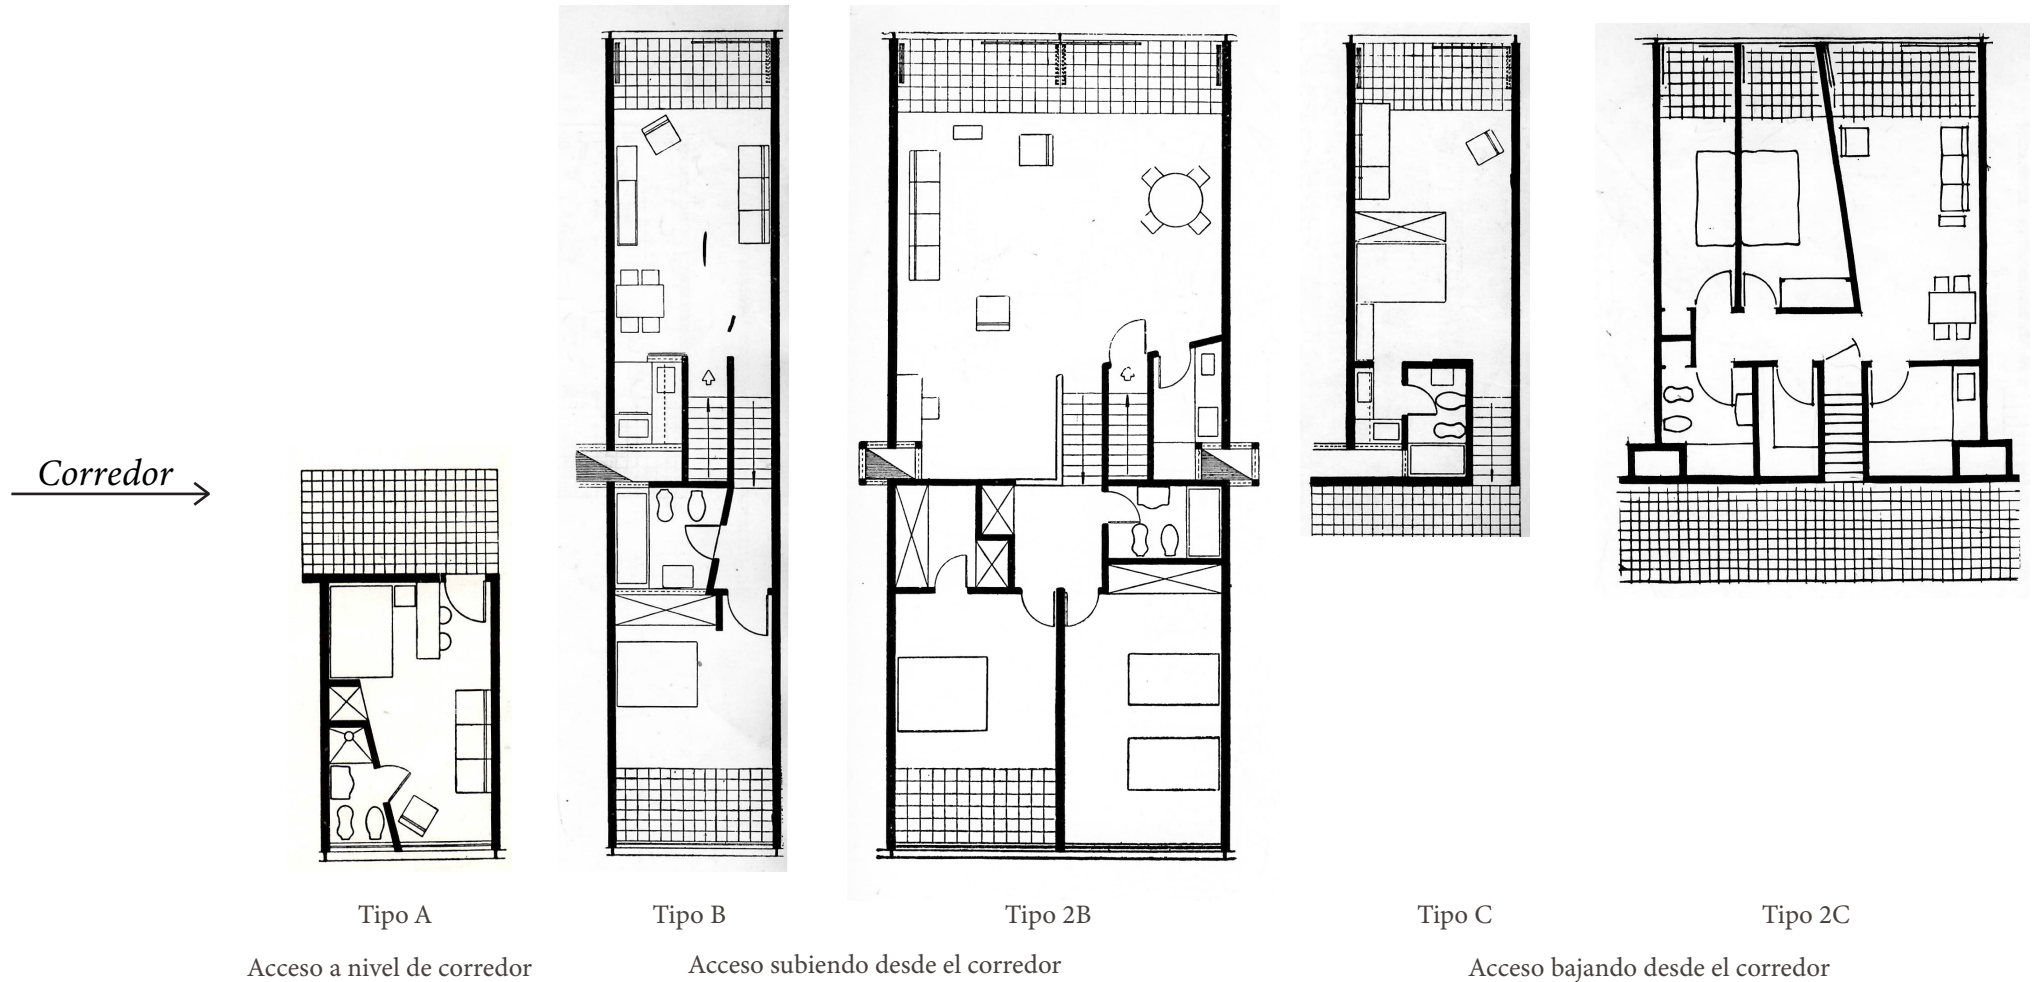 Corredor
Tipo A
Tipo B
Tipo 2B
Tipo C
Tipo 2C
Acceso a nivel de corredor
Acceso subiendo desde el corredor
Acceso bajando desde el corredor